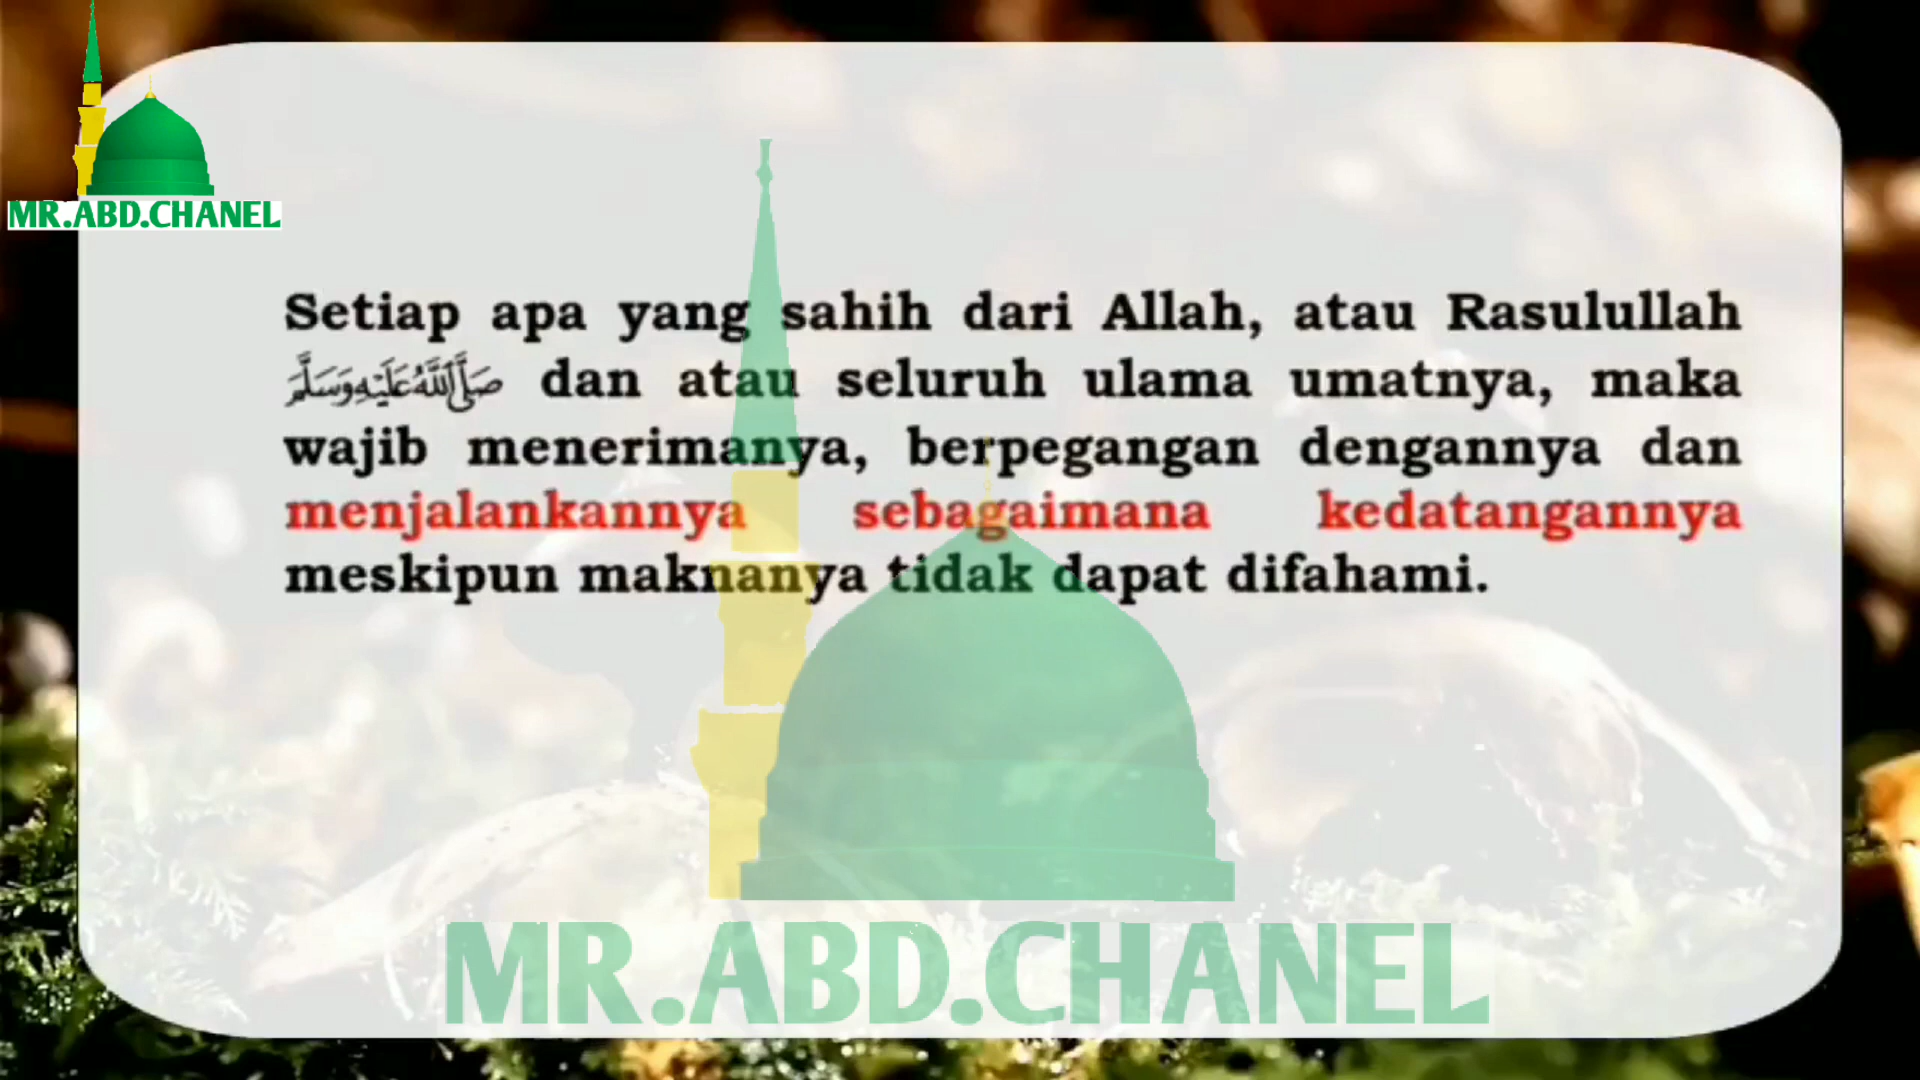 MR.ABD.CHANEL
Setiap apa yang sahih dari Allah, atau Rasulullah
صَلَّى اللَّهُ عَلَيْهِ وَسَلَّمَ dan atau seluruh ulama umatnya, maka
wajib menerimanya, berpegangan dengannya dan
menjalankannya sebagaimana kedatangannya
meskipun maknanya tidak dapat difahami.
MR.ABD.CHANEL